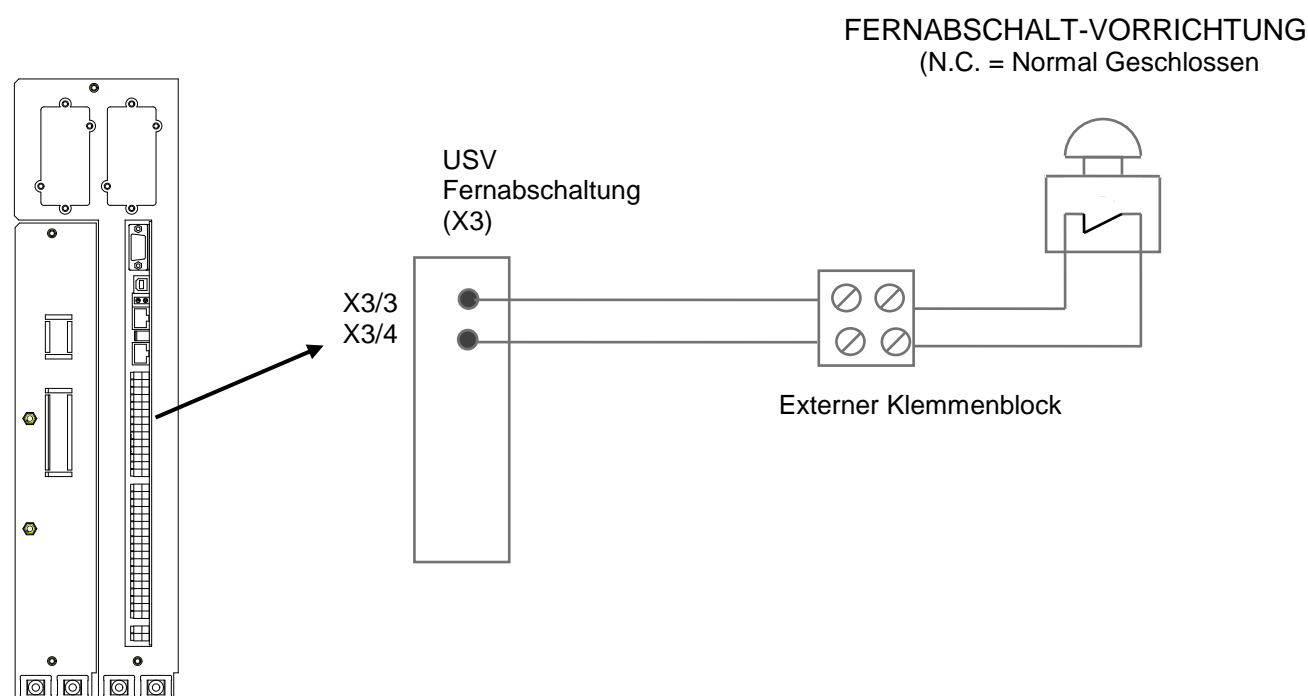 FERNABSCHALT-VORRICHTUNG
(N.C. = Normal Geschlossen
USV
Fernabschaltung
(X3)
X3/3
X3/4
Externer Klemmenblock